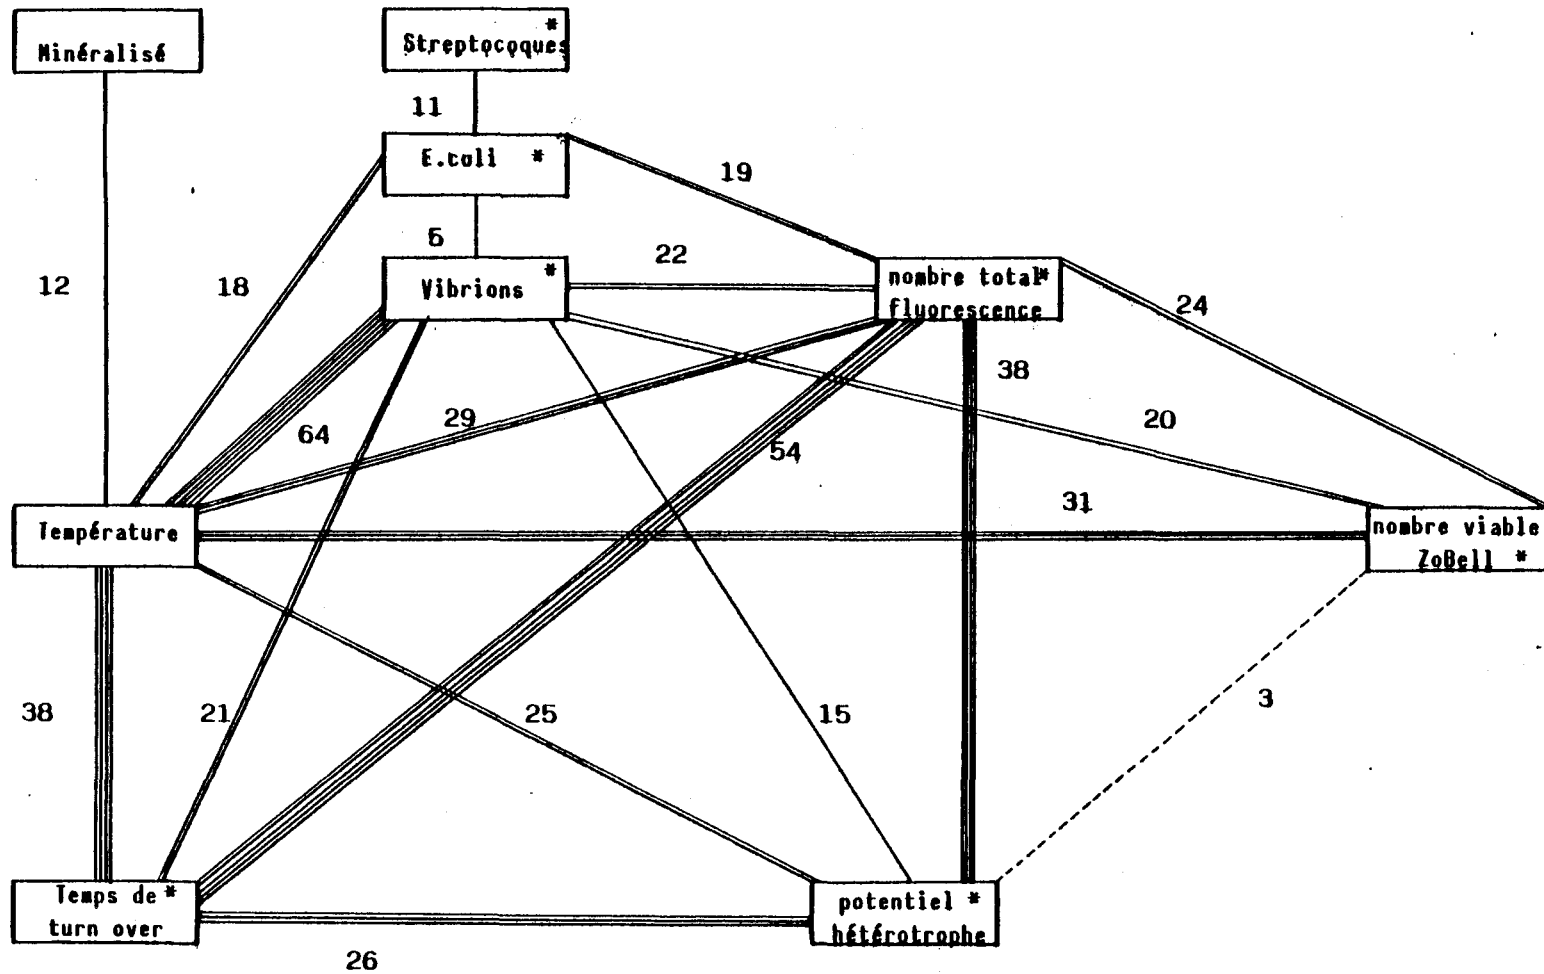 *
Minéralisé
Streptocoques
11
E.coli *
19
5
*
22
Vibrions
nombre total*
fluorescence
12
18
24
38
29
20
64
54
31
Température
nombre viable
ZoBell *
3
38
21
25
15
Temps de *
turn over
potentiel *
hétérotrophe
26